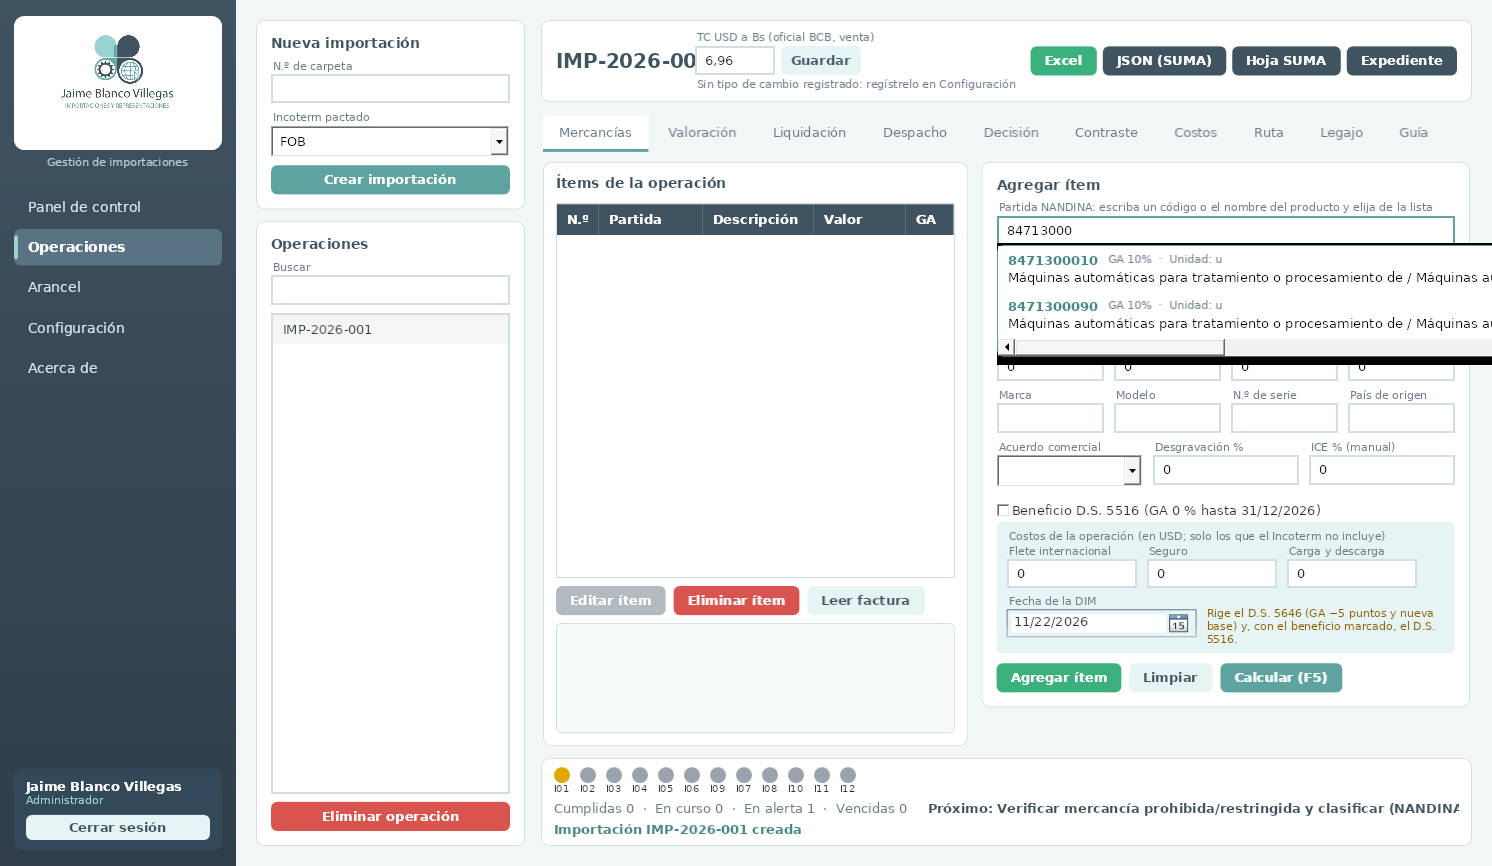 Jaime Blanco Villegas
IMPORTACIONES Y REPRESENTACIONES
Gestión de importaciones
Panel de control
Operaciones
Arancel
Configuración
Acerca de
Jaime Blanco Villegas
Administrador
Cerrar sesión
Nueva importación
N.º de carpeta
Incoterm pactado
FOB
Crear importación
Operaciones
Buscar
IMP-2026-001
Eliminar operación
IMP-2026-00
TC USD a Bs (oficial BCB, venta)
6,96
Guardar
Sin tipo de cambio registrado: regístrelo en Configuración
Excel
JSON (SUMA)
Hoja SUMA
Expediente
Mercancías Valoración Liquidación Despacho Decisión Contraste Costos Ruta Legajo Guía
Ítems de la operación
N.º Partida Descripción Valor GA
Editar ítem
Eliminar ítem
Leer factura
Agregar ítem
Partida NANDINA: escriba un código o el nombre del producto y elija de la lista
84713000
8471300010 GA 10% · Unidad: u
Máquinas automáticas para tratamiento o procesamiento de / Máquinas au
8471300090 GA 10% · Unidad: u
Máquinas automáticas para tratamiento o procesamiento de / Máquinas au
0 0 0 0
Marca Modelo N.º de serie País de origen
Acuerdo comercial Desgravación % ICE % (manual)
0 0
Beneficio D.S. 5516 (GA 0 % hasta 31/12/2026)
Costos de la operación (en USD; solo los que el Incoterm no incluye)
Flete internacional Seguro Carga y descarga
0 0 0
Fecha de la DIM
11/22/2026
15
Rige el D.S. 5646 (GA −5 puntos y nueva
base) y, con el beneficio marcado, el D.S.
5516.
Agregar ítem
Limpiar
Calcular (F5)
I01 I02 I03 I04 I05 I06 I09 I07 I08 I10 I11 I12
Cumplidas 0 · En curso 0 · En alerta 1 · Vencidas 0 Próximo: Verificar mercancía prohibida/restringida y clasificar (NANDINA
Importación IMP-2026-001 creada